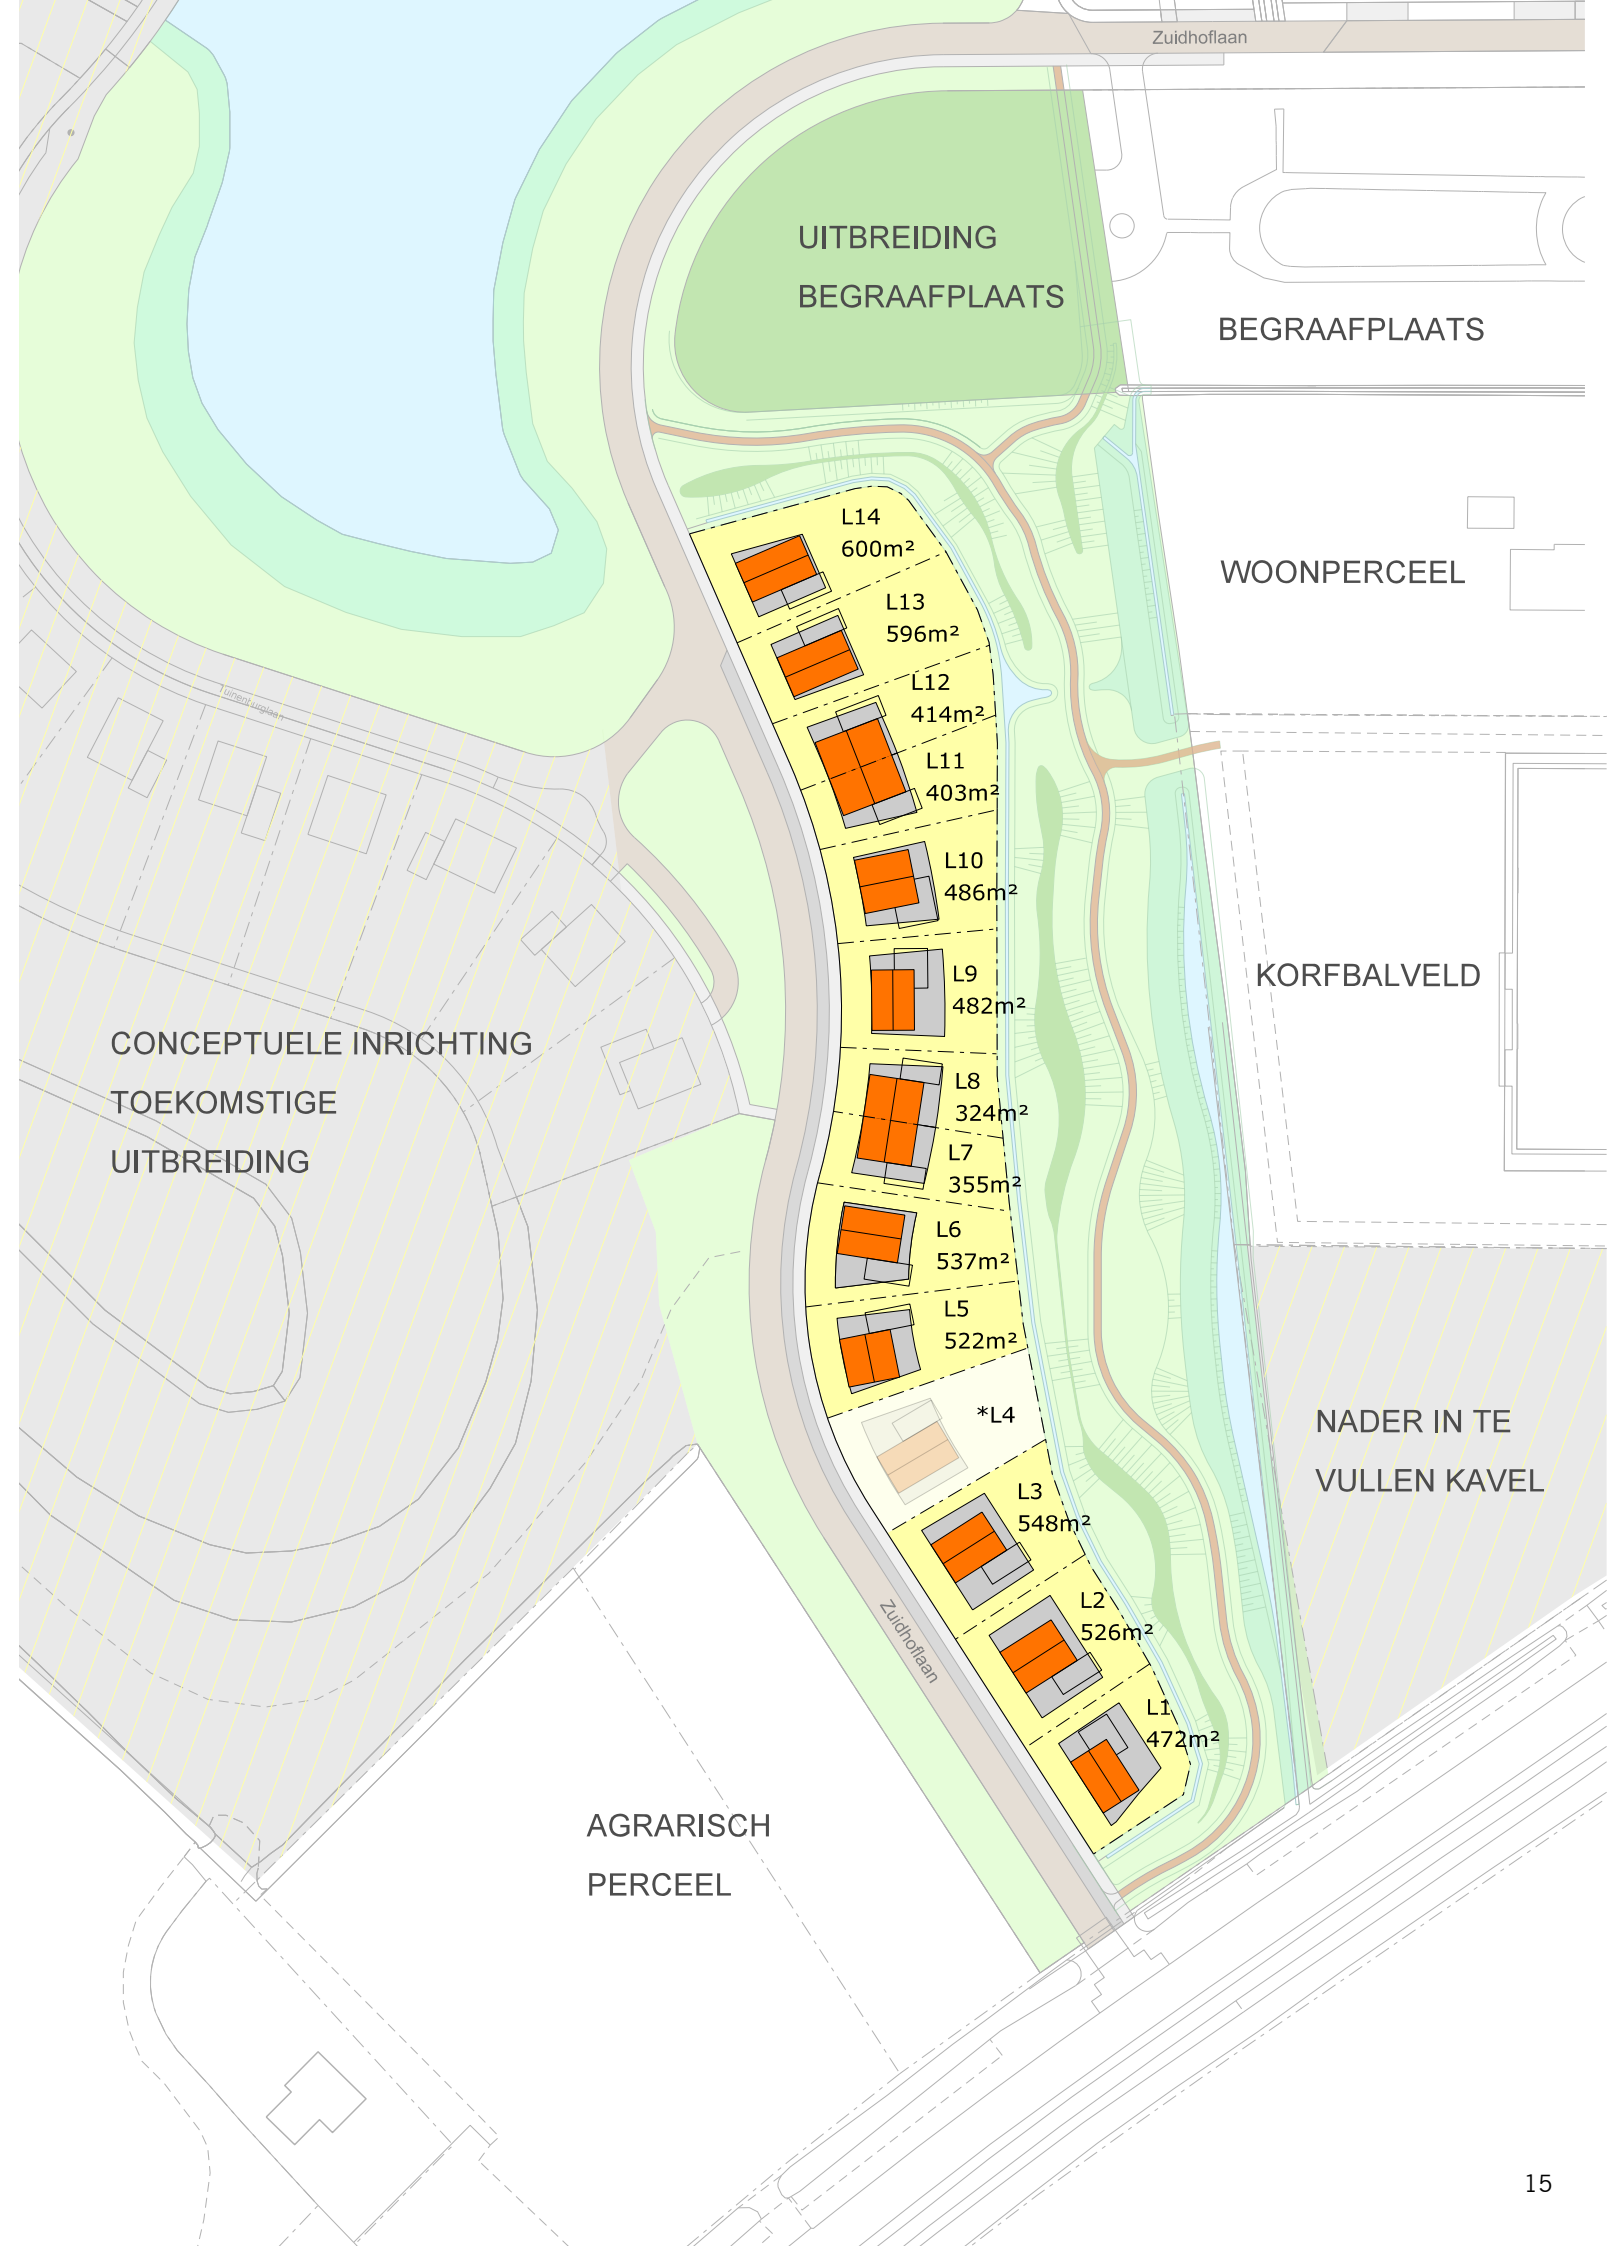 Zuidhoflaan
UITBREIDING
BEGRAAFPLAATS
BEGRAAFPLAATS
L14
600m²
WOONPERCEEL
L13
596m²
L12
414m²
L11
403m²
L10
486m²
L9
482m²
KORFBALVELD
CONCEPTUELE INRICHTING
TOEKOMSTIGE
UITBREIDING
L8
324m²
L7
355m²
L6
537m²
L5
522m²
*L4
NADER IN TE
VULLEN KAVEL
L3
548m²
L2
526m²
Zuidhoflaan
L1
472m²
AGRARISCH
PERCEEL
15